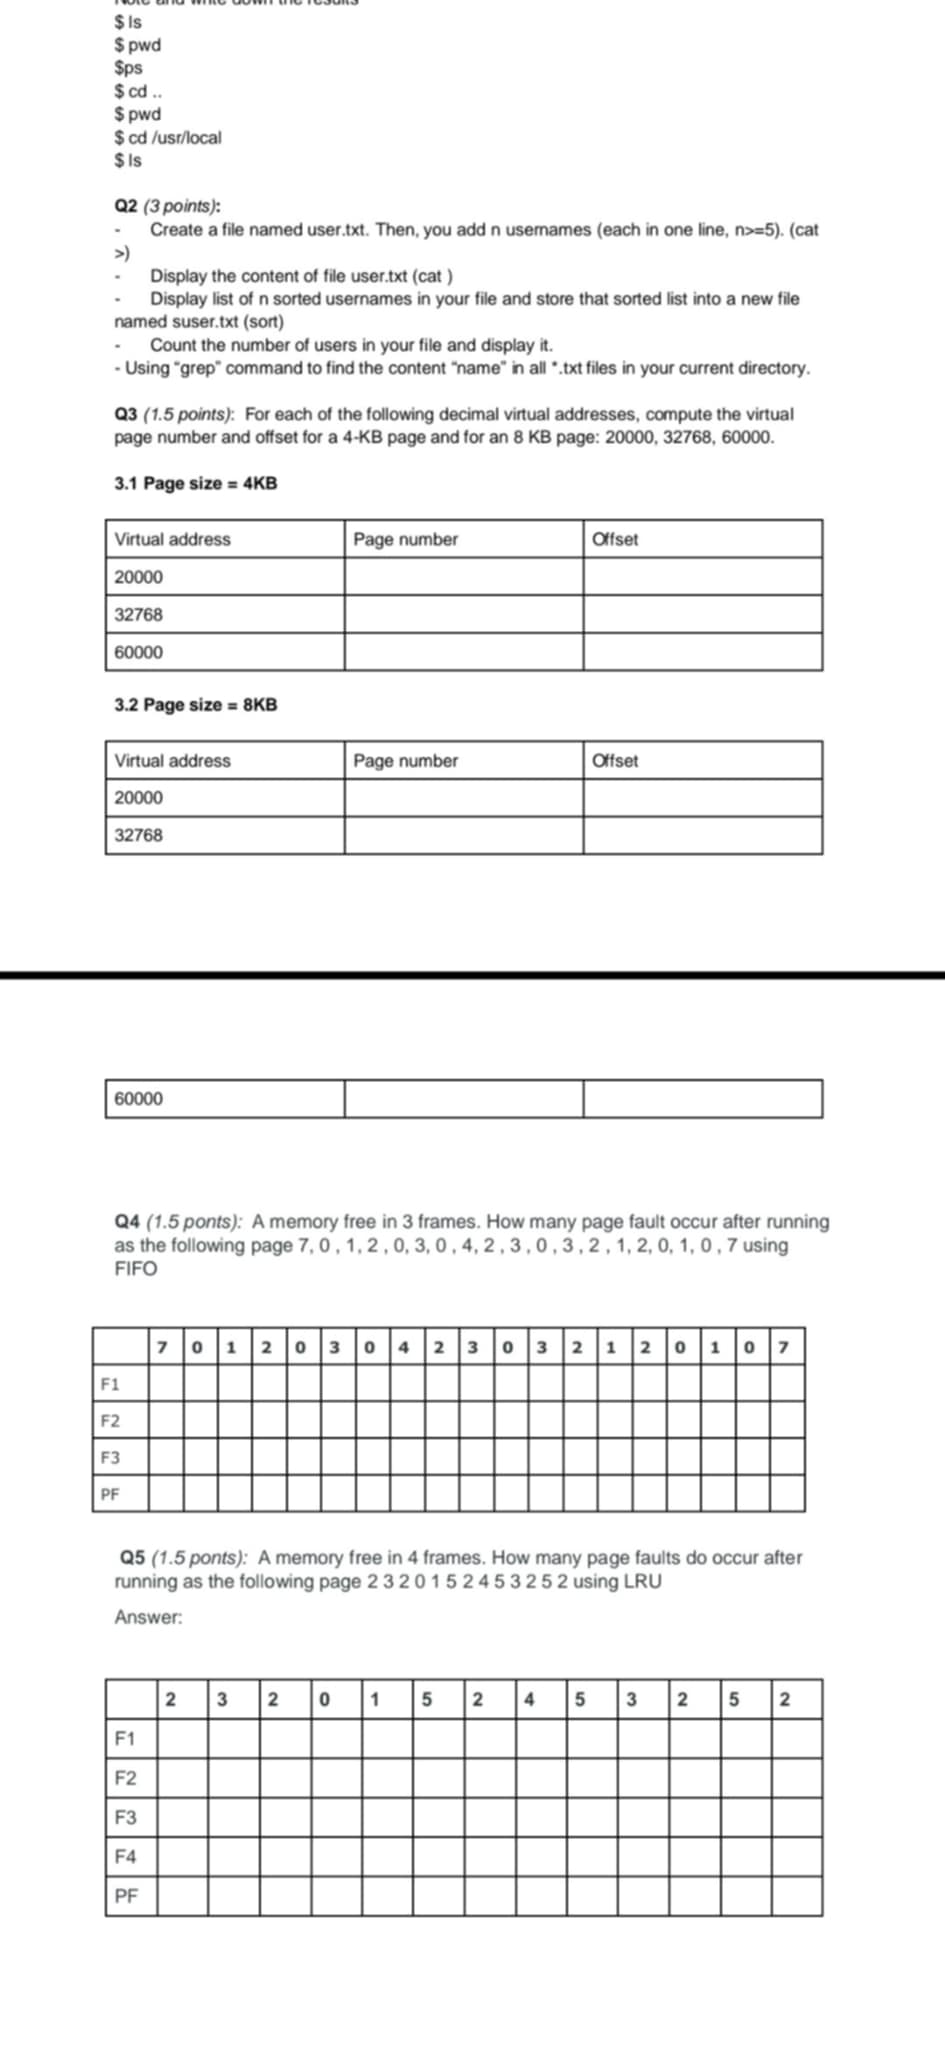 Note and write down the results
$ ls
$ pwd
$ps
$ cd ..
$ pwd
$ cd /usr/local
$ ls
Q2 (3 points):
- Create a file named user.txt. Then, you add n usernames (each in one line, n>=5). (cat
>)
- Display the content of file user.txt (cat )
- Display list of n sorted usernames in your file and store that sorted list into a new file
named suser.txt (sort)
- Count the number of users in your file and display it.
- Using "grep" command to find the content "name" in all *.txt files in your current directory.
Q3 (1.5 points): For each of the following decimal virtual addresses, compute the virtual
page number and offset for a 4-KB page and for an 8 KB page: 20000, 32768, 60000.
3.1 Page size = 4KB
Virtual address Page number Offset
20000
32768
60000
3.2 Page size = 8KB
Virtual address Page number Offset
20000
32768
60000
Q4 (1.5 ponts): A memory free in 3 frames. How many page fault occur after running
as the following page 7, 0 , 1, 2 , 0, 3, 0 , 4, 2 , 3 , 0 , 3 , 2 , 1, 2, 0, 1, 0 , 7 using
FIFO
7 0 1 2 0 3 0 4 2 3 0 3 2 1 2 0 1 0 7
F1
F2
F3
PF
Q5 (1.5 ponts): A memory free in 4 frames. How many page faults do occur after
running as the following page 2 3 2 0 1 5 2 4 5 3 2 5 2 using LRU
Answer:
2 3 2 0 1 5 2 4 5 3 2 5 2
F1
F2
F3
F4
PF